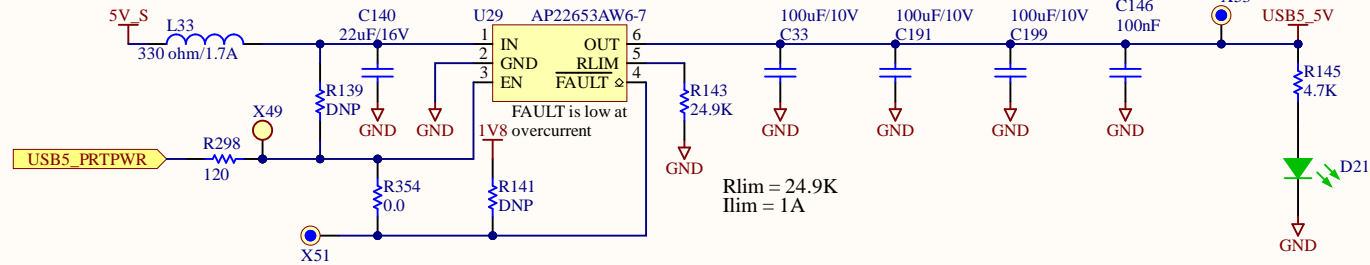 5V_S
L33
330 ohm/1.7A
C140
22uF/16V
U29
AP22653AW6-7
1
IN
2
GND
3
EN
OUT
6
RLIM
5
FAULT
4
FAULT is low at
overcurrent
R139
DNP
GND
GND
R143
24.9K
GND
100uF/10V
C33
GND
100uF/10V
C191
GND
100uF/10V
C199
GND
C146
100nF
GND
USB5_5V
R145
4.7K
D21
GND
X49
USB5_PRTPWR
R298
120
1V8
R354
0.0
R141
DNP
X51
Rlim = 24.9K
Ilim = 1A